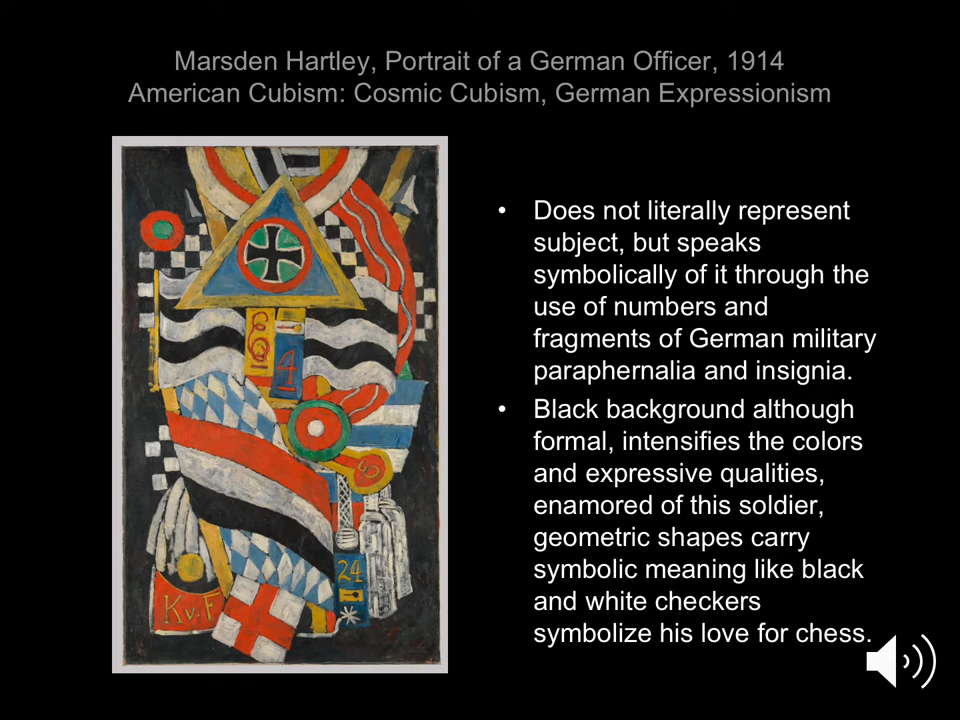 Marsden Hartley, Portrait of a German Officer, 1914
American Cubism: Cosmic Cubism, German Expressionism
• Does not literally represent
subject, but speaks
symbolically of it through the
use of numbers and
fragments of German military
paraphernalia and insignia.
• Black background although
formal, intensifies the colors
and expressive qualities,
enamored of this soldier,
geometric shapes carry
symbolic meaning like black
and white checkers
symbolize his love for chess.
4
24
Kv.F